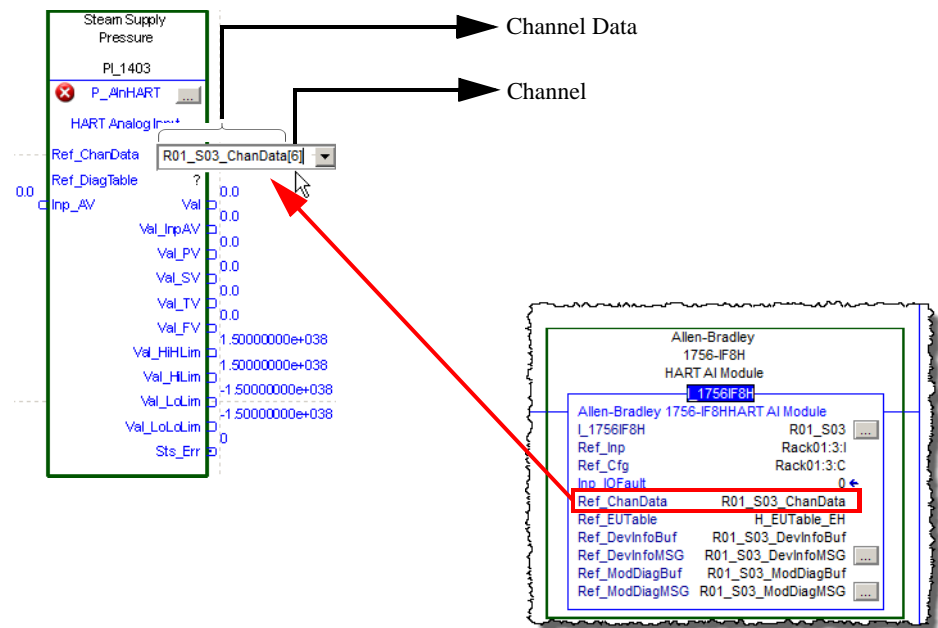 Steam Supply
Pressure
PI_1403
P_AInHART ...
HART Analog Input
Ref_ChanData R01_S03_ChanData[6]
Ref_DiagTable ?
0.0 Inp_AV Val 0.0
Val_InpAV 0.0
Val_PV 0.0
Val_SV 0.0
Val_TV 0.0
Val_FV 0.0
Val_HiHLim 1.50000000e+038
Val_HiLim 1.50000000e+038
Val_LoLim -1.50000000e+038
Val_LoLoLim -1.50000000e+038
Sts_Err 0
Channel Data
Channel
Allen-Bradley
1756-IF8H
HART AI Module
I_1756IF8H
Allen-Bradley 1756-IF8HHART AI Module
I_1756IF8H R01_S03 ...
Ref_Inp Rack01:3:I
Ref_Cfg Rack01:3:C
Inp_IOFault 0
Ref_ChanData R01_S03_ChanData
Ref_EUTable H_EUTable_EH
Ref_DevInfoBuf R01_S03_DevInfoBuf
Ref_DevInfoMSG R01_S03_DevInfoMSG ...
Ref_ModDiagBuf R01_S03_ModDiagBuf
Ref_ModDiagMSG R01_S03_ModDiagMSG ...